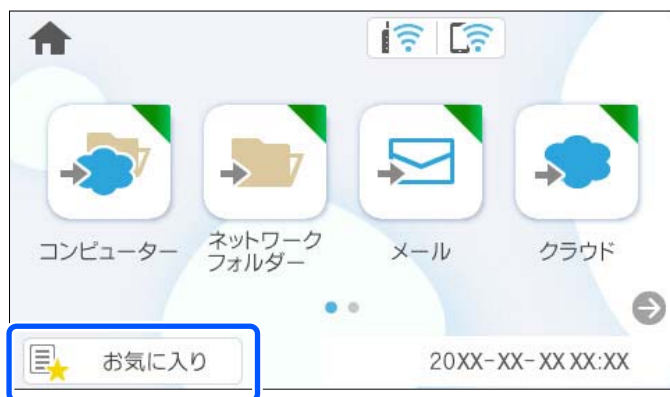 コンピューター
ネットワーク
フォルダー
メール
クラウド
お気に入り
20XX-XX-XX XX:XX